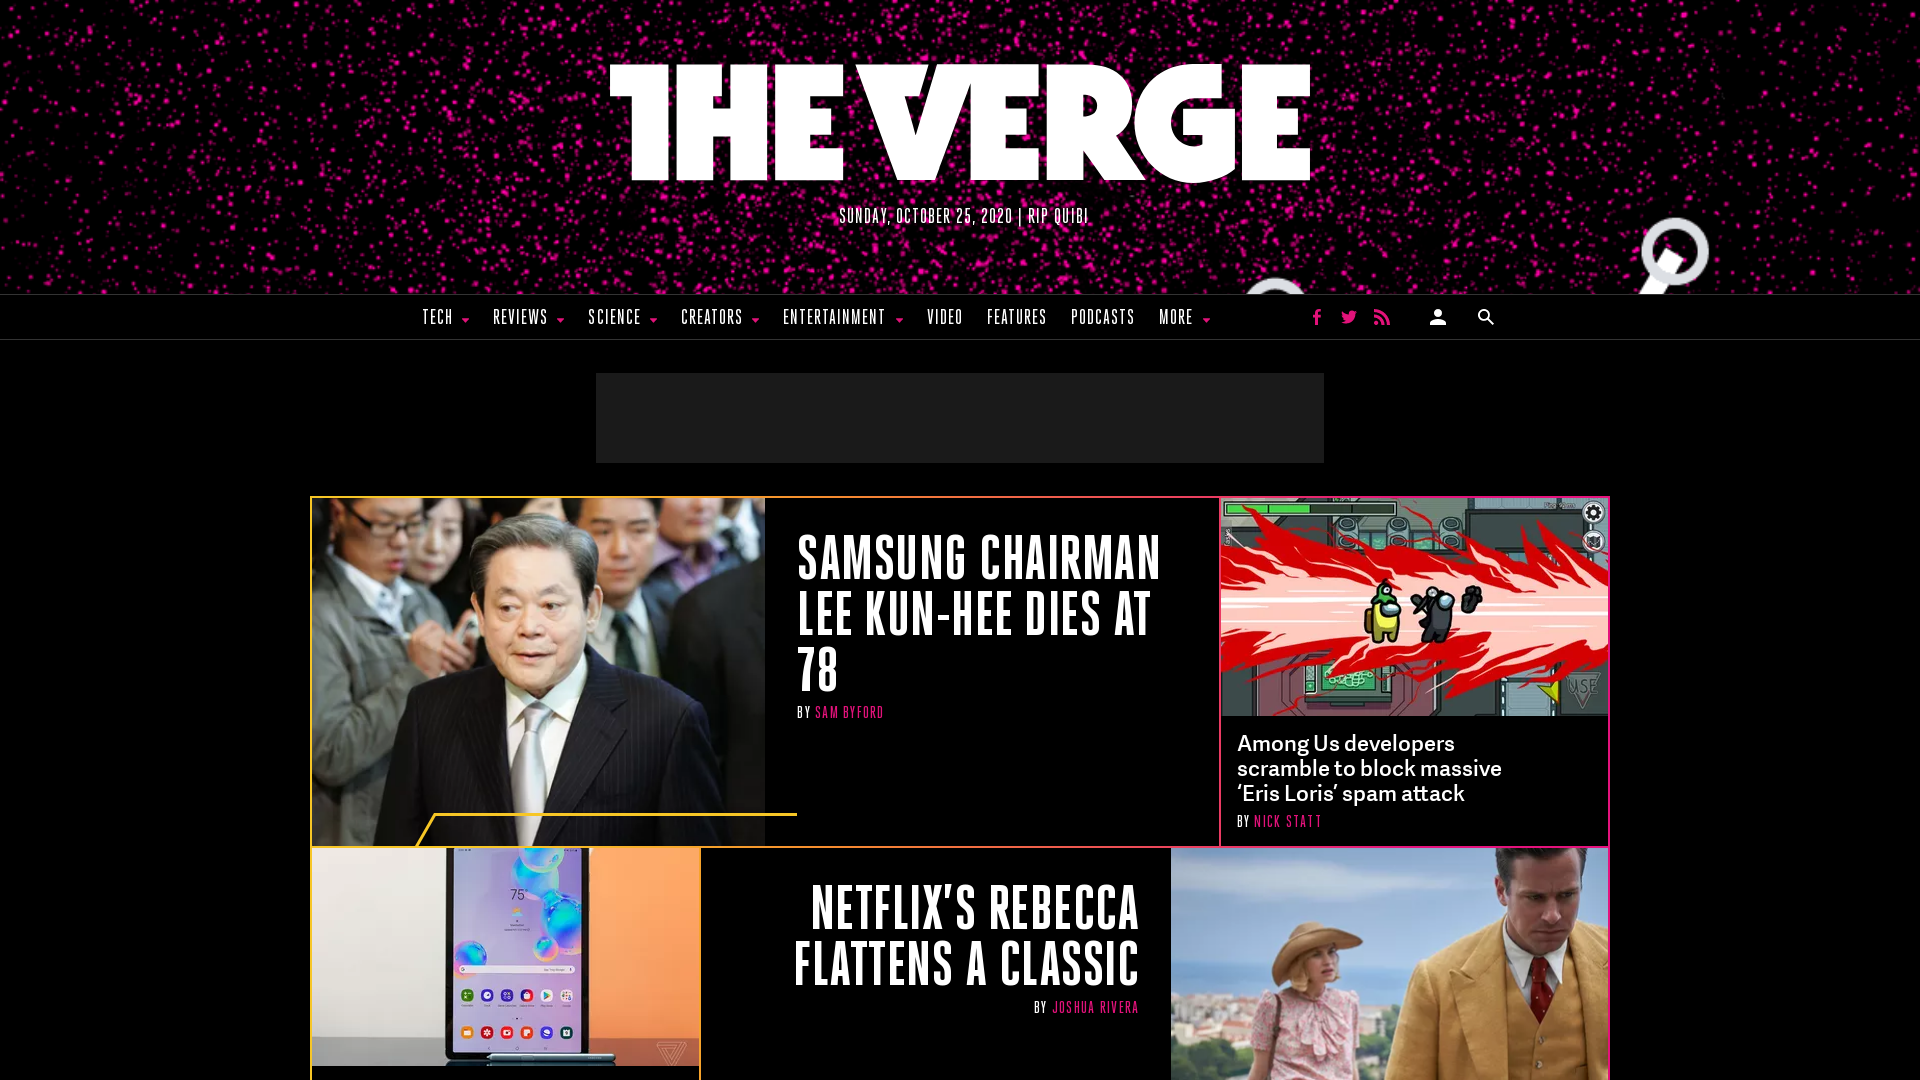 THE VERGE
SUNDAY, OCTOBER 25, 2020 | RIP QUIBI
TECH REVIEWS SCIENCE CREATORS ENTERTAINMENT VIDEO FEATURES PODCASTS MORE
SAMSUNG CHAIRMAN
LEE KUN-HEE DIES AT
78
BY SAM BYFORD
USE
Among Us developers
scramble to block massive
‘Eris Loris’ spam attack
BY NICK STATT
75°
NETFLIX’S REBECCA
FLATTENS A CLASSIC
BY JOSHUA RIVERA